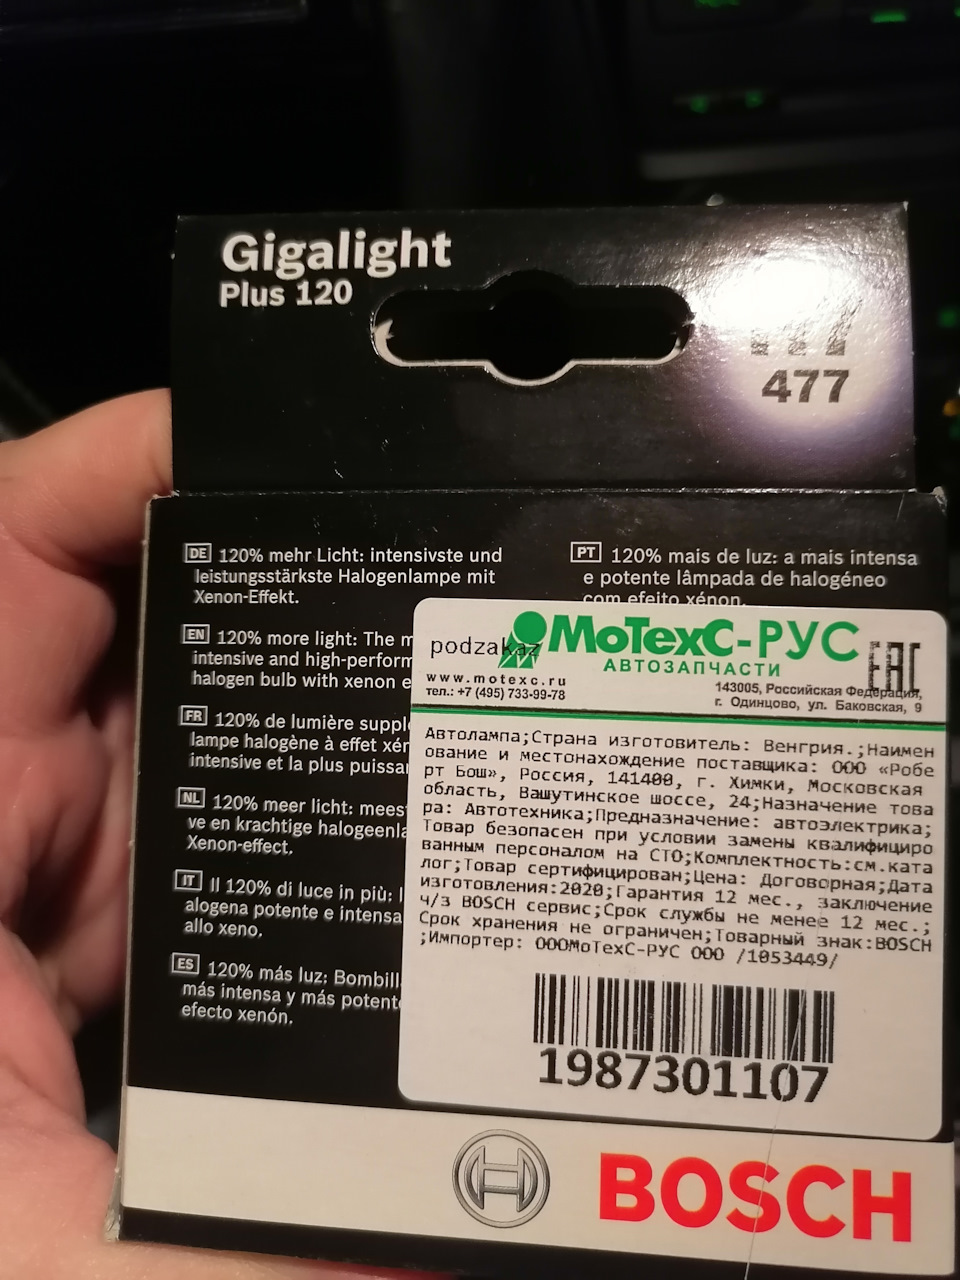 Gigalight
Plus 120
H7
477
DE 120% mehr Licht: intensivste und
leistungsstärkste Halogenlampe mit
Xenon-Effekt.
EN 120% more light: The m
intensive and high-perform
halogen bulb with xenon e
FR 120% de lumière supple
lampe halogène à effet xén
intensive et la plus puissan
NL 120% meer licht: meest
ve en krachtige halogeenla
Xenon-effect.
IT Il 120% di luce in più: l
alogena potente e intensa
allo xeno.
ES 120% más luz: Bombill
más intensa y más potente
efecto xenón.
PT 120% mais de luz: a mais intensa
e potente lâmpada de halogéneo
com efeito xénon.
podzakaz
МоТехС-РУС
АВТОЗАПЧАСТИ
EAC
www.motexc.ru
тел.: +7 (495) 733-99-78
143005, Российская Федерация,
г. Одинцово, ул. Баковская, 9
Автолампа;Страна изготовитель: Венгрия.;Наимен
ование и местонахождение поставщика: ООО «Робе
рт Бош», Россия, 141400, г. Химки, Московская
область, Вашутинское шоссе, 24;Назначение това
ра: Автотехника;Предназначение: автоэлектрика;
Товар безопасен при условии замены квалифициро
ванным персоналом на СТО;Комплектность:см.ката
лог;Товар сертифицирован;Цена: Договорная;Дата
изготовления:2020;Гарантия 12 мес., заключение
ч/з BOSCH сервис;Срок службы не менее 12 мес.;
Срок хранения не ограничен;Товарный знак:BOSCH
;Импортер: ОООМоТехС-РУС ООО /1053449/
1987301107
BOSCH